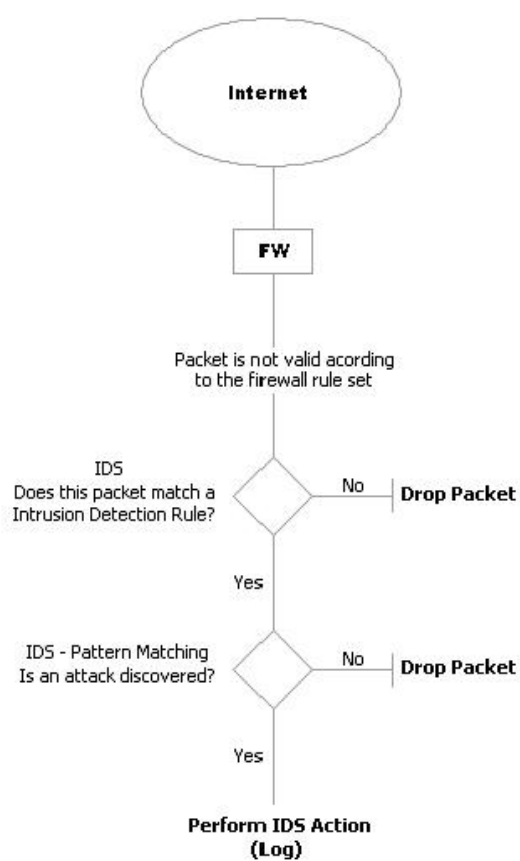 Internet
FW
Packet is not valid acording
to the firewall rule set
IDS
Does this packet match a
Intrusion Detection Rule?
No
Drop Packet
Yes
IDS - Pattern Matching
Is an attack discovered?
No
Drop Packet
Yes
Perform IDS Action
(Log)